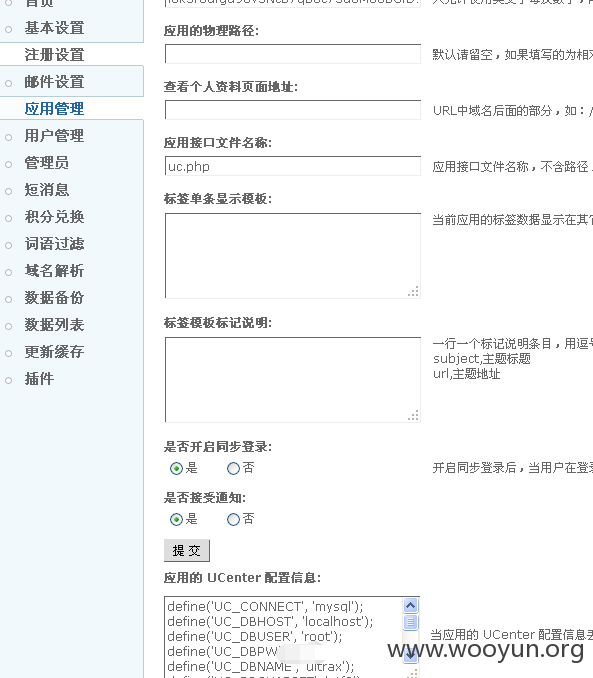 首页
基本设置
注册设置
邮件设置
应用管理
用户管理
管理员
短消息
积分兑换
词语过滤
域名解析
数据备份
数据列表
更新缓存
插件
应用的物理路径:
默认请留空，如果填写的为相对
查看个人资料页面地址:
URL中域名后面的部分，如：/
应用接口文件名称:
uc.php
应用接口文件名称，不含路径
标签单条显示模板:
当前应用的标签数据显示在其它
标签模板标记说明:
一行一个标记说明条目，用逗号
subject,主题标题
url,主题地址
是否开启同步登录:
是 否
开启同步登录后，当用户在登录
是否接受通知:
是 否
提 交
应用的 UCenter 配置信息:
define('UC_CONNECT', 'mysql');
define('UC_DBHOST', 'localhost');
define('UC_DBUSER', 'root');
define('UC_DBPW
define('UC_DBNAME', 'ultrax');
当应用的 UCenter 配置信息丢
www.wooyun.org